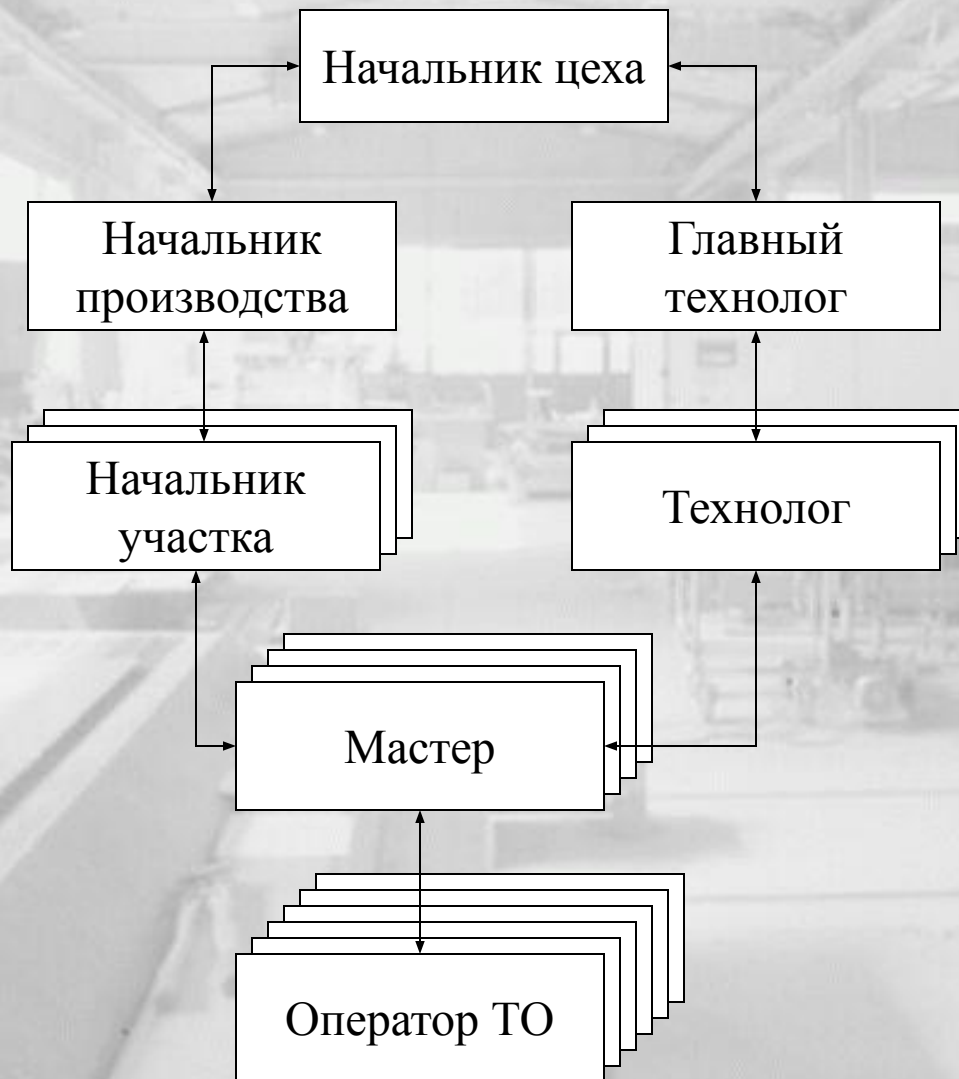 Начальник цеха
Начальник
производства
Главный
технолог
Начальник
участка
Технолог
Мастер
Оператор ТО